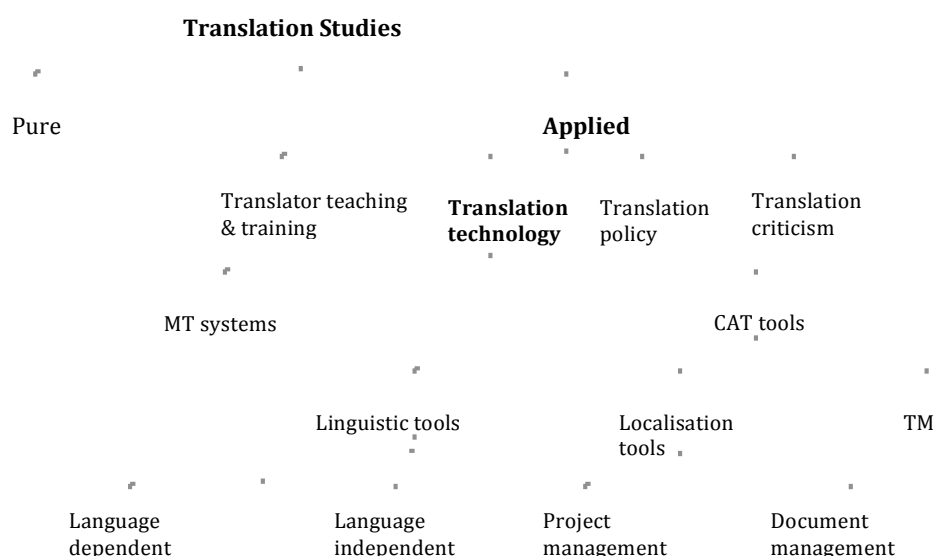 Translation Studies
Pure
Applied
Translator teaching
& training
Translation
technology
Translation
policy
Translation
criticism
MT systems
CAT tools
Linguistic tools
Localisation
tools
TM
Language
dependent
Language
independent
Project
management
Document
management